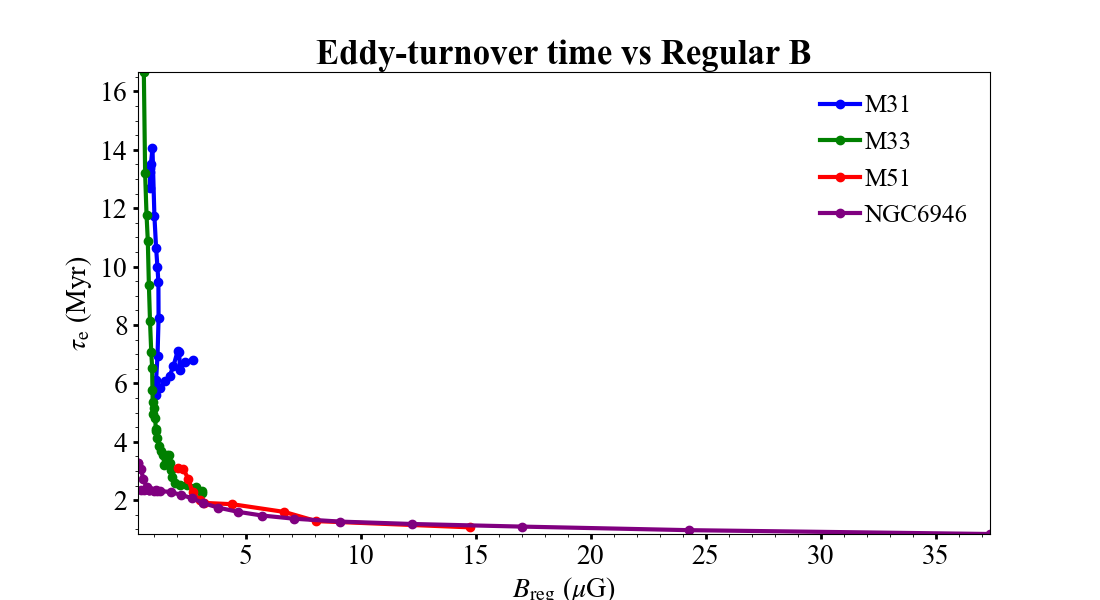 Eddy-turnover time vs Regular B
16
14
12
10
8
6
4
2
τe (Myr)
M31
M33
M51
NGC6946
5 10 15 20 25 30 35
Breg (μG)